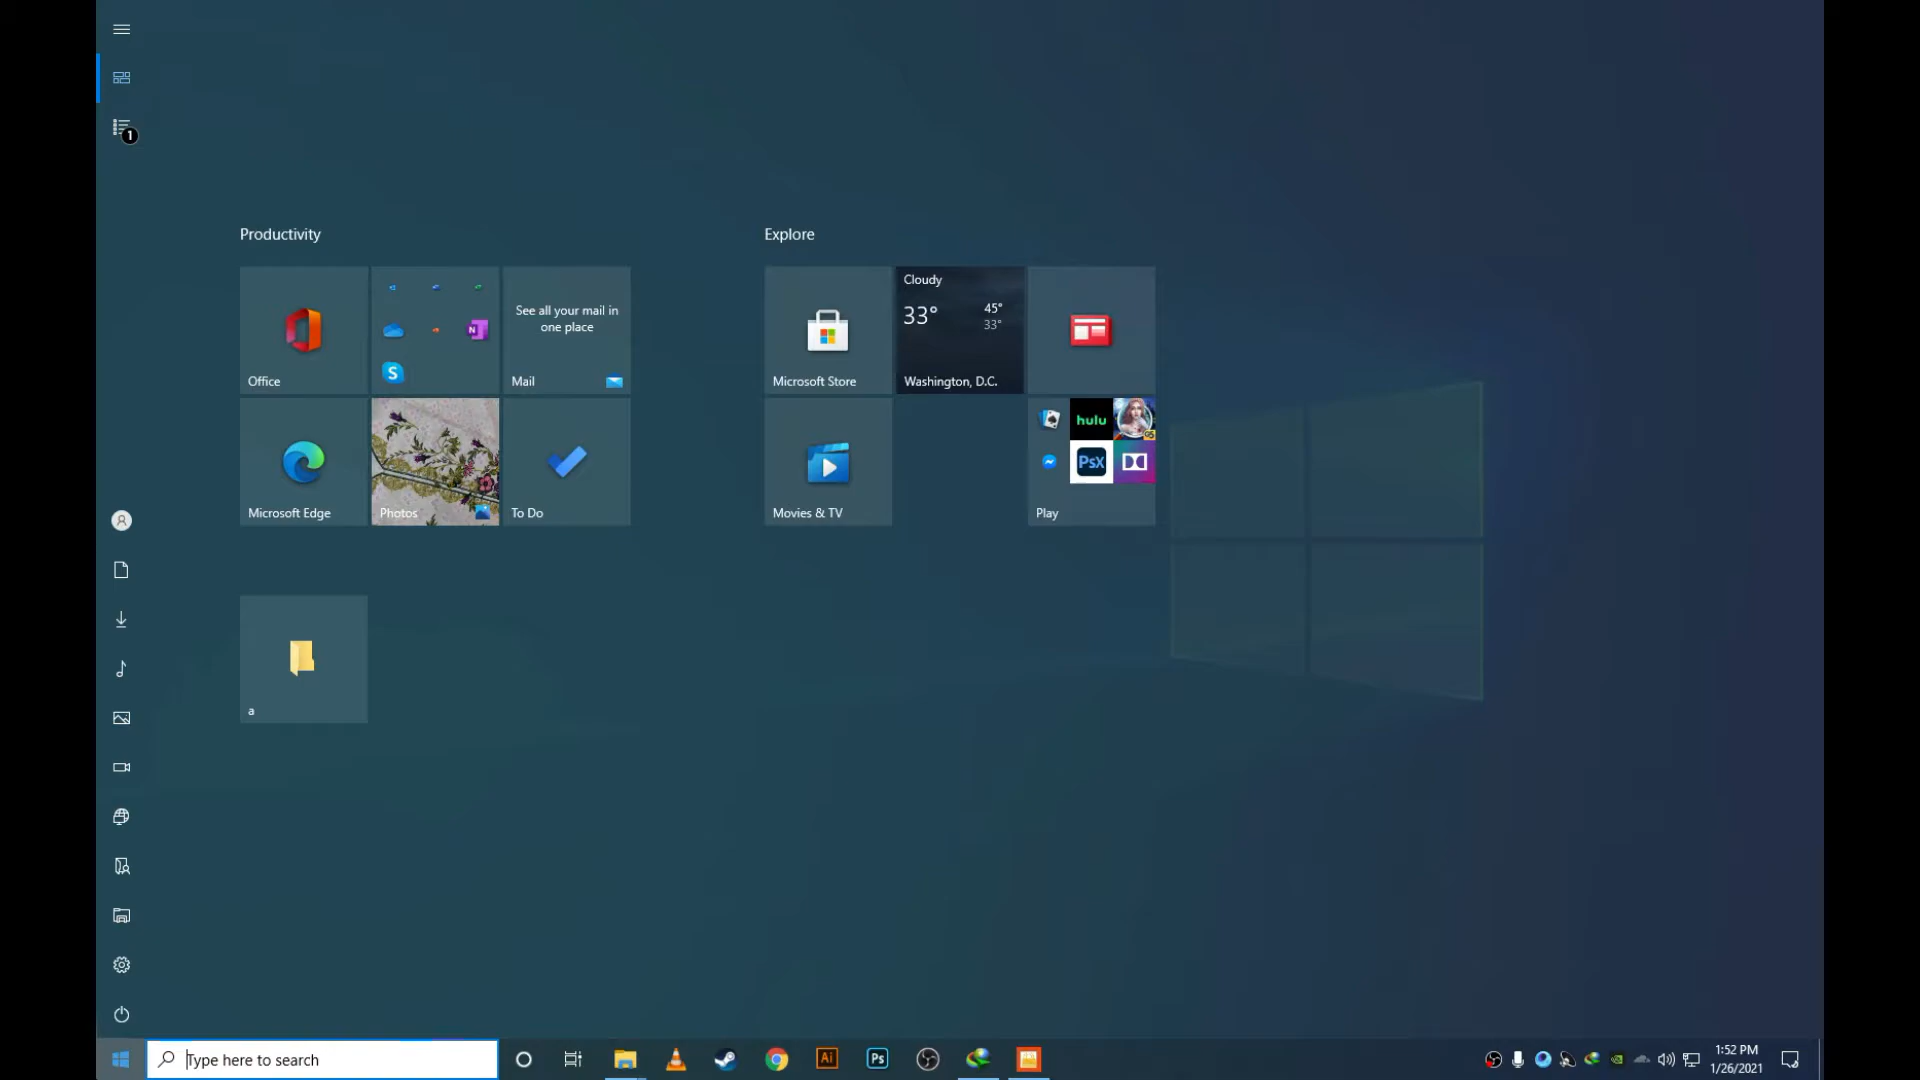 1
Productivity
Explore
See all your mail in
one place
Office
Mail
Microsoft Edge
Photos
To Do
a
Cloudy
33°
45°
33°
Microsoft Store
Washington, D.C.
hulu
PsX
Movies & TV
Play
N
S
Type here to search
Ai
Ps
1:52 PM
1/26/2021